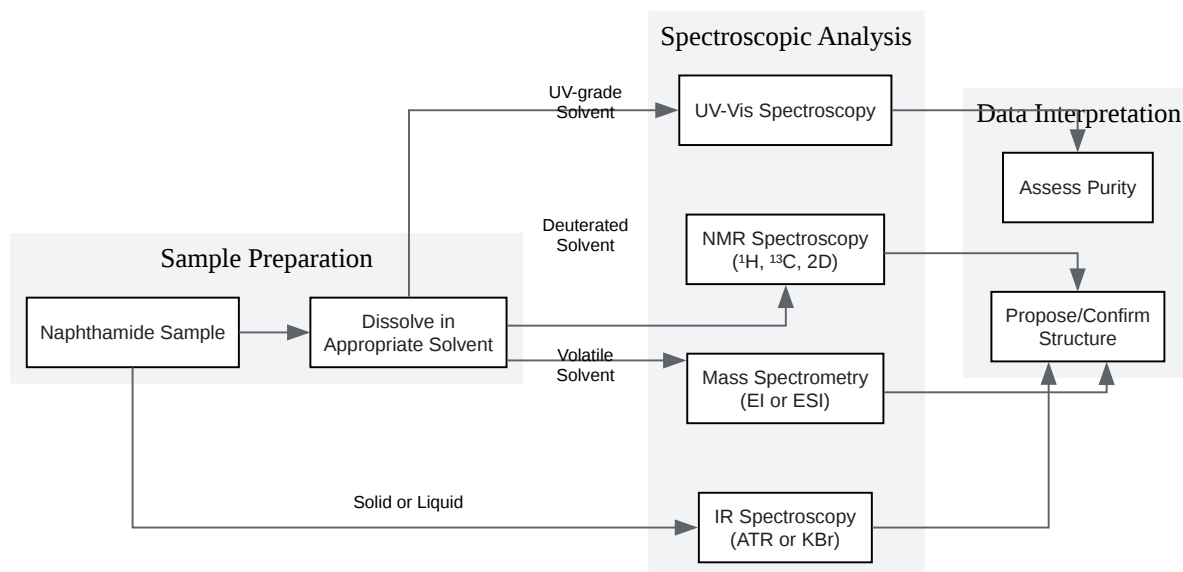 Spectroscopic Analysis
UV-grade
Solvent
UV-Vis Spectroscopy
Data Interpretation
Assess Purity
Deuterated
Solvent
NMR Spectroscopy
(¹H, ¹³C, 2D)
Sample Preparation
Naphthamide Sample
Dissolve in
Appropriate Solvent
Propose/Confirm
Structure
Volatile
Solvent
Mass Spectrometry
(EI or ESI)
Solid or Liquid
IR Spectroscopy
(ATR or KBr)